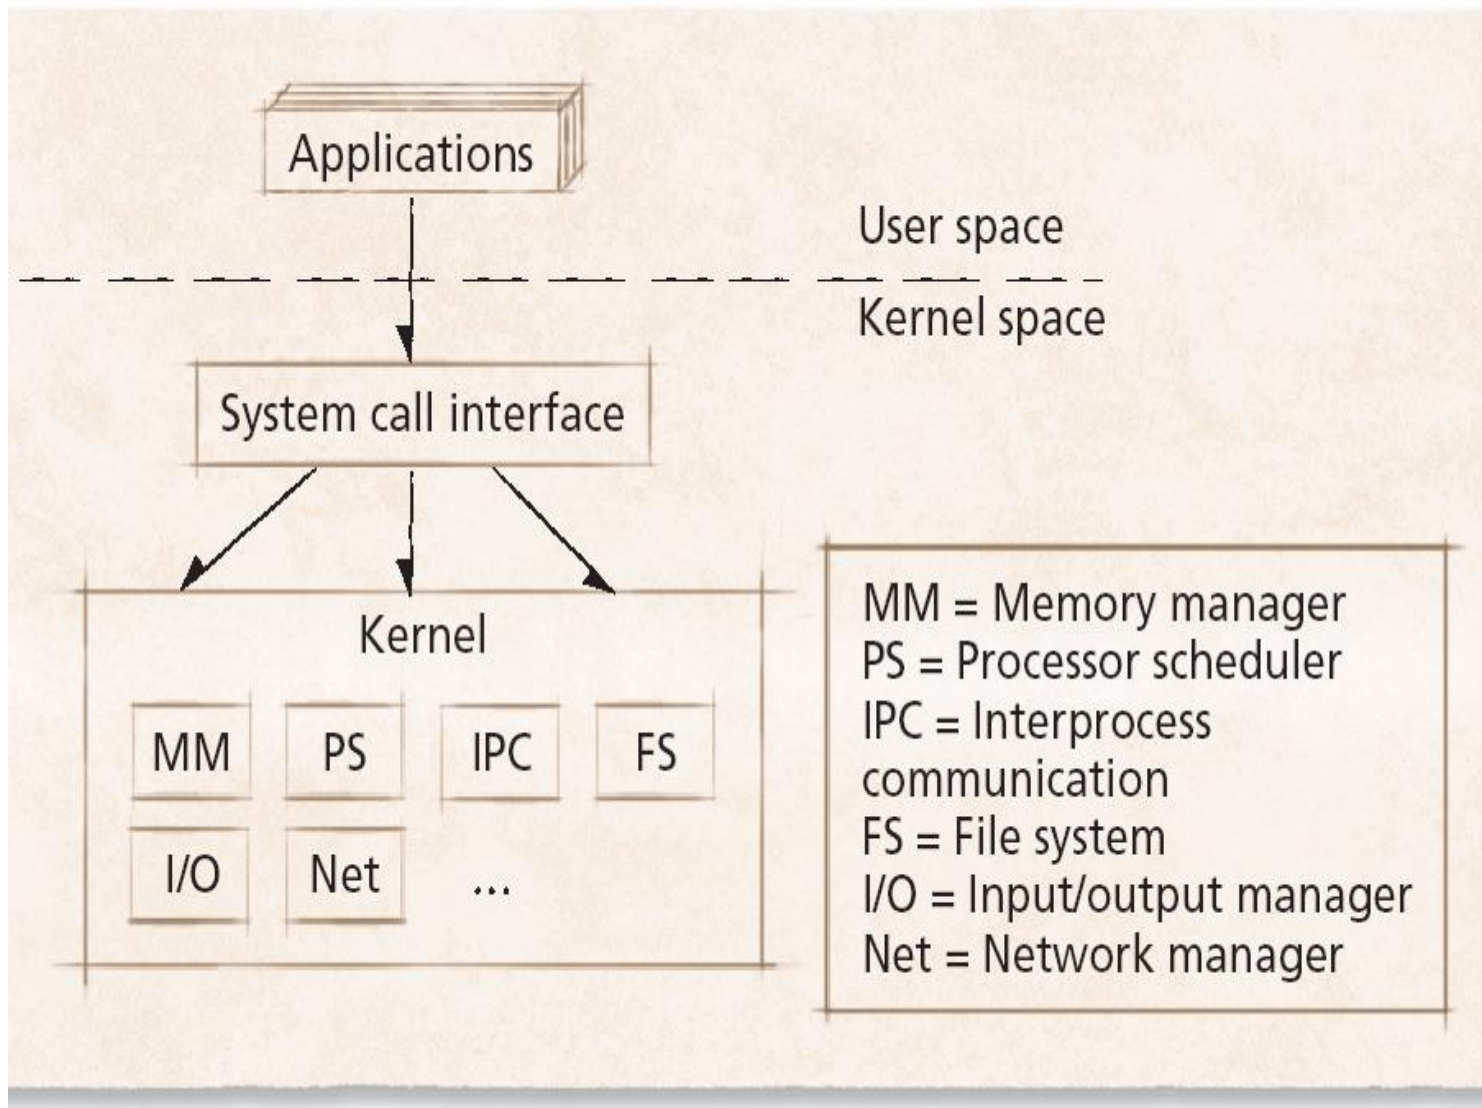 Applications
User space
Kernel space
System call interface
Kernel
MM PS IPC FS
I/O Net ...
MM = Memory manager
PS = Processor scheduler
IPC = Interprocess
communication
FS = File system
I/O = Input/output manager
Net = Network manager